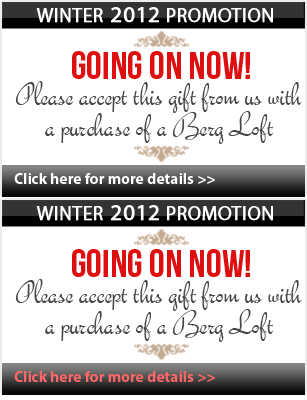 WINTER 2012 PROMOTION
GOING ON NOW!
Please accept this gift from us with
a purchase of a Berg Loft
Click here for more details >>
WINTER 2012 PROMOTION
GOING ON NOW!
Please accept this gift from us with
a purchase of a Berg Loft
Click here for more details >>